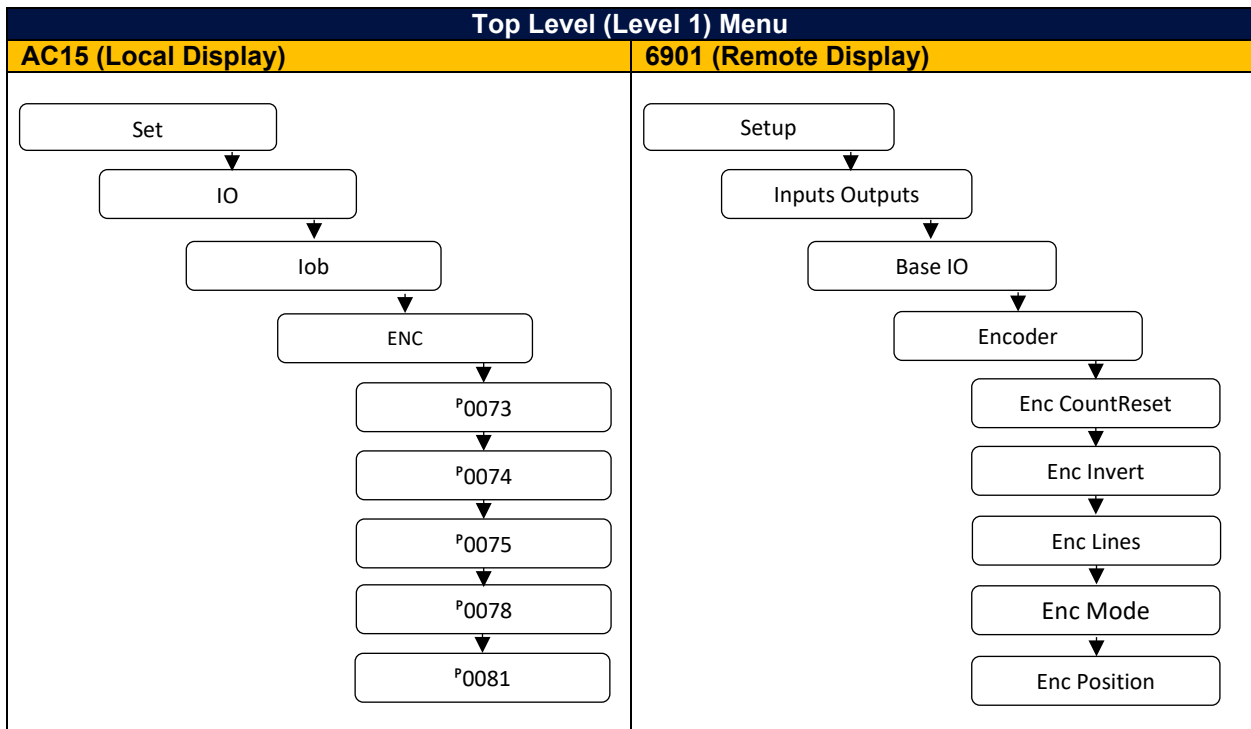 Top Level (Level 1) Menu
AC15 (Local Display)
6901 (Remote Display)
Set
IO
Iob
ENC
ᴾ0073
ᴾ0074
ᴾ0075
ᴾ0078
ᴾ0081
Setup
Inputs Outputs
Base IO
Encoder
Enc CountReset
Enc Invert
Enc Lines
Enc Mode
Enc Position